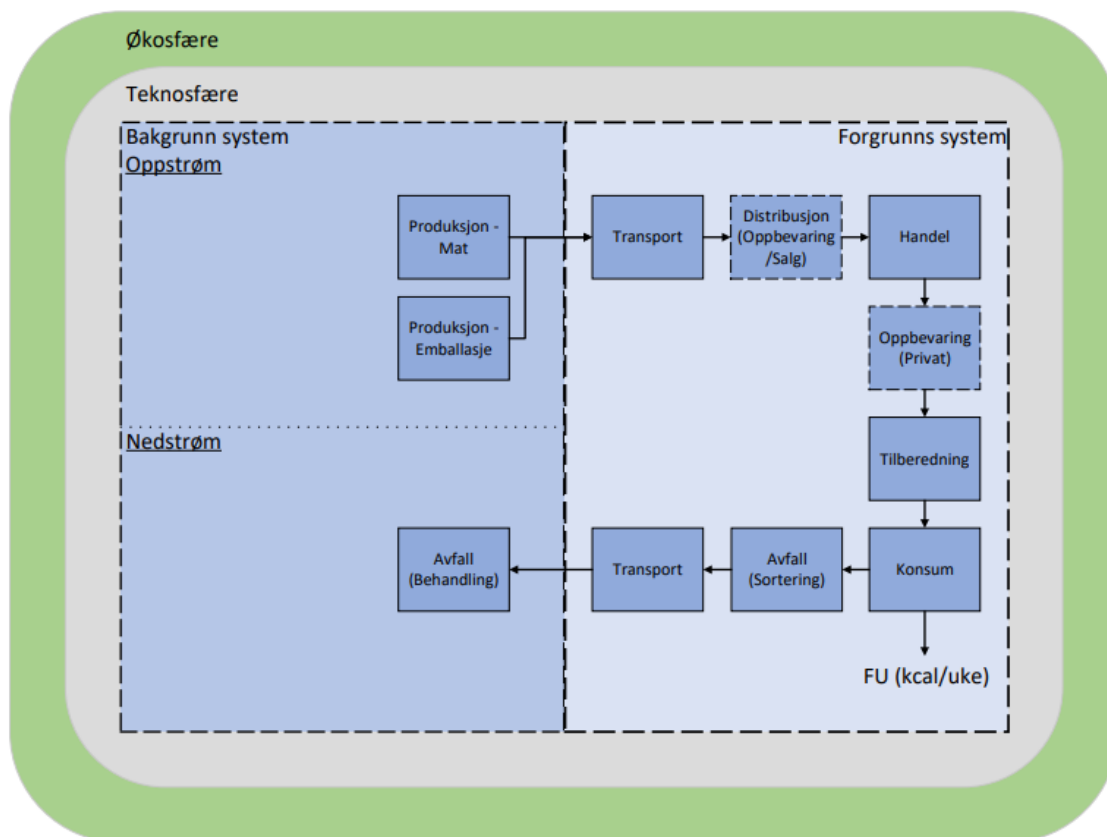 Økosfære
Teknosfære
Bakgrunn system
Oppstrøm
Forgrunns system
Produksjon -
Mat
Transport
Distribusjon
(Oppbevaring
/Salg)
Handel
Produksjon -
Emballasje
Oppbevaring
(Privat)
Nedstrøm
Tilberedning
Avfall
(Behandling)
Transport
Avfall
(Sortering)
Konsum
FU (kcal/uke)